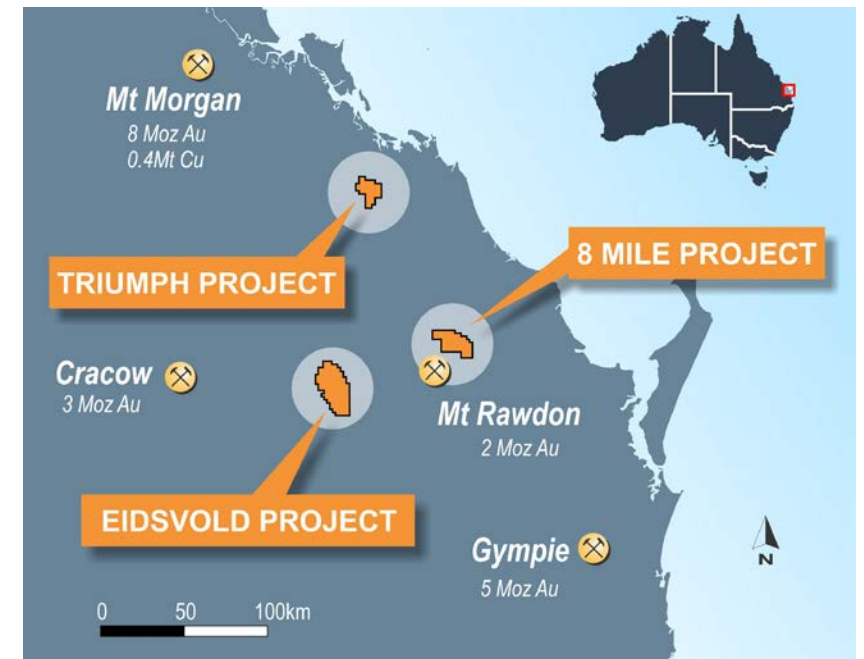 Mt Morgan
8 Moz Au
0.4Mt Cu
TRIUMPH PROJECT
8 MILE PROJECT
Cracow
3 Moz Au
Mt Rawdon
2 Moz Au
EIDSVOLD PROJECT
Gympie
5 Moz Au
N
0 50 100km